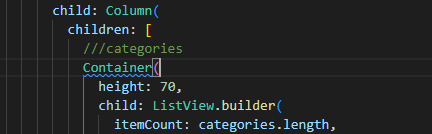 child: Column(
children: [
///categories
Container(
height: 70,
child: ListView.builder(
itemCount: categories.length,